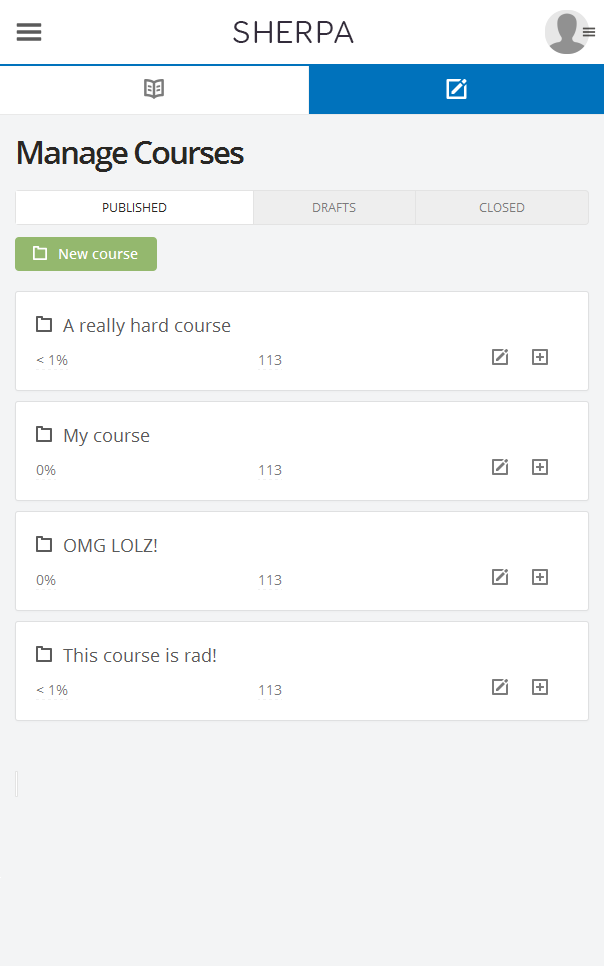 SHERPA
Manage Courses
PUBLISHED DRAFTS CLOSED
New course
A really hard course
< 1% 113
My course
0% 113
OMG LOLZ!
0% 113
This course is rad!
< 1% 113